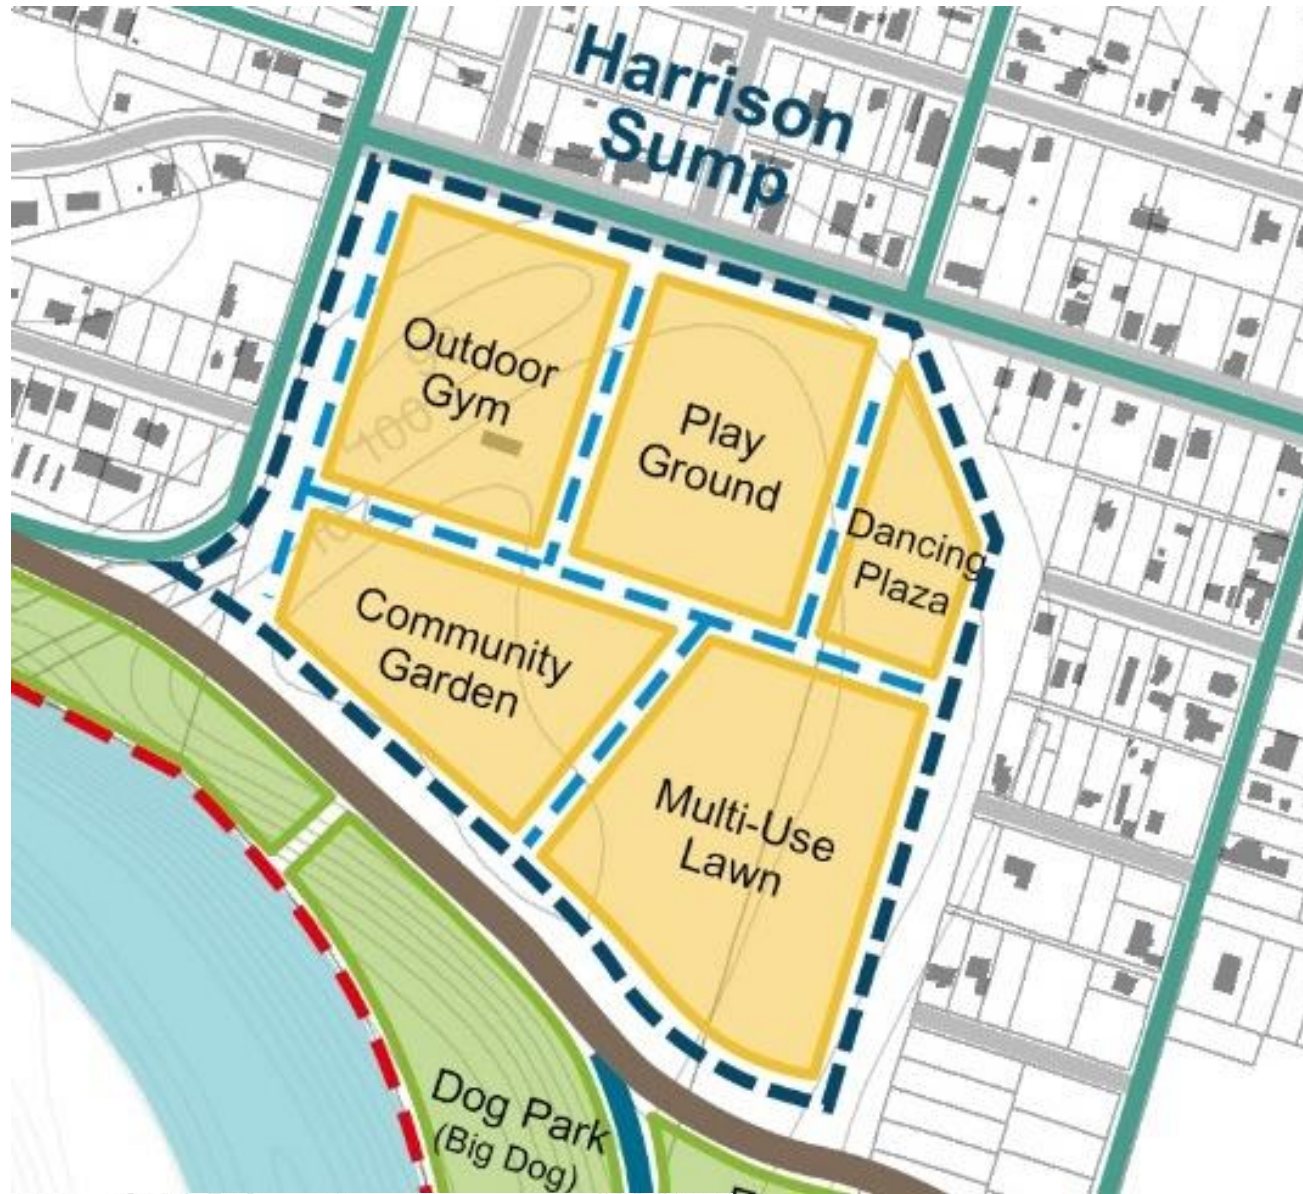 Harrison
Sump
Outdoor
Gym
Play
Ground
Dancing
Plaza
Community
Garden
Multi-Use
Lawn
Dog Park
(Big Dog)